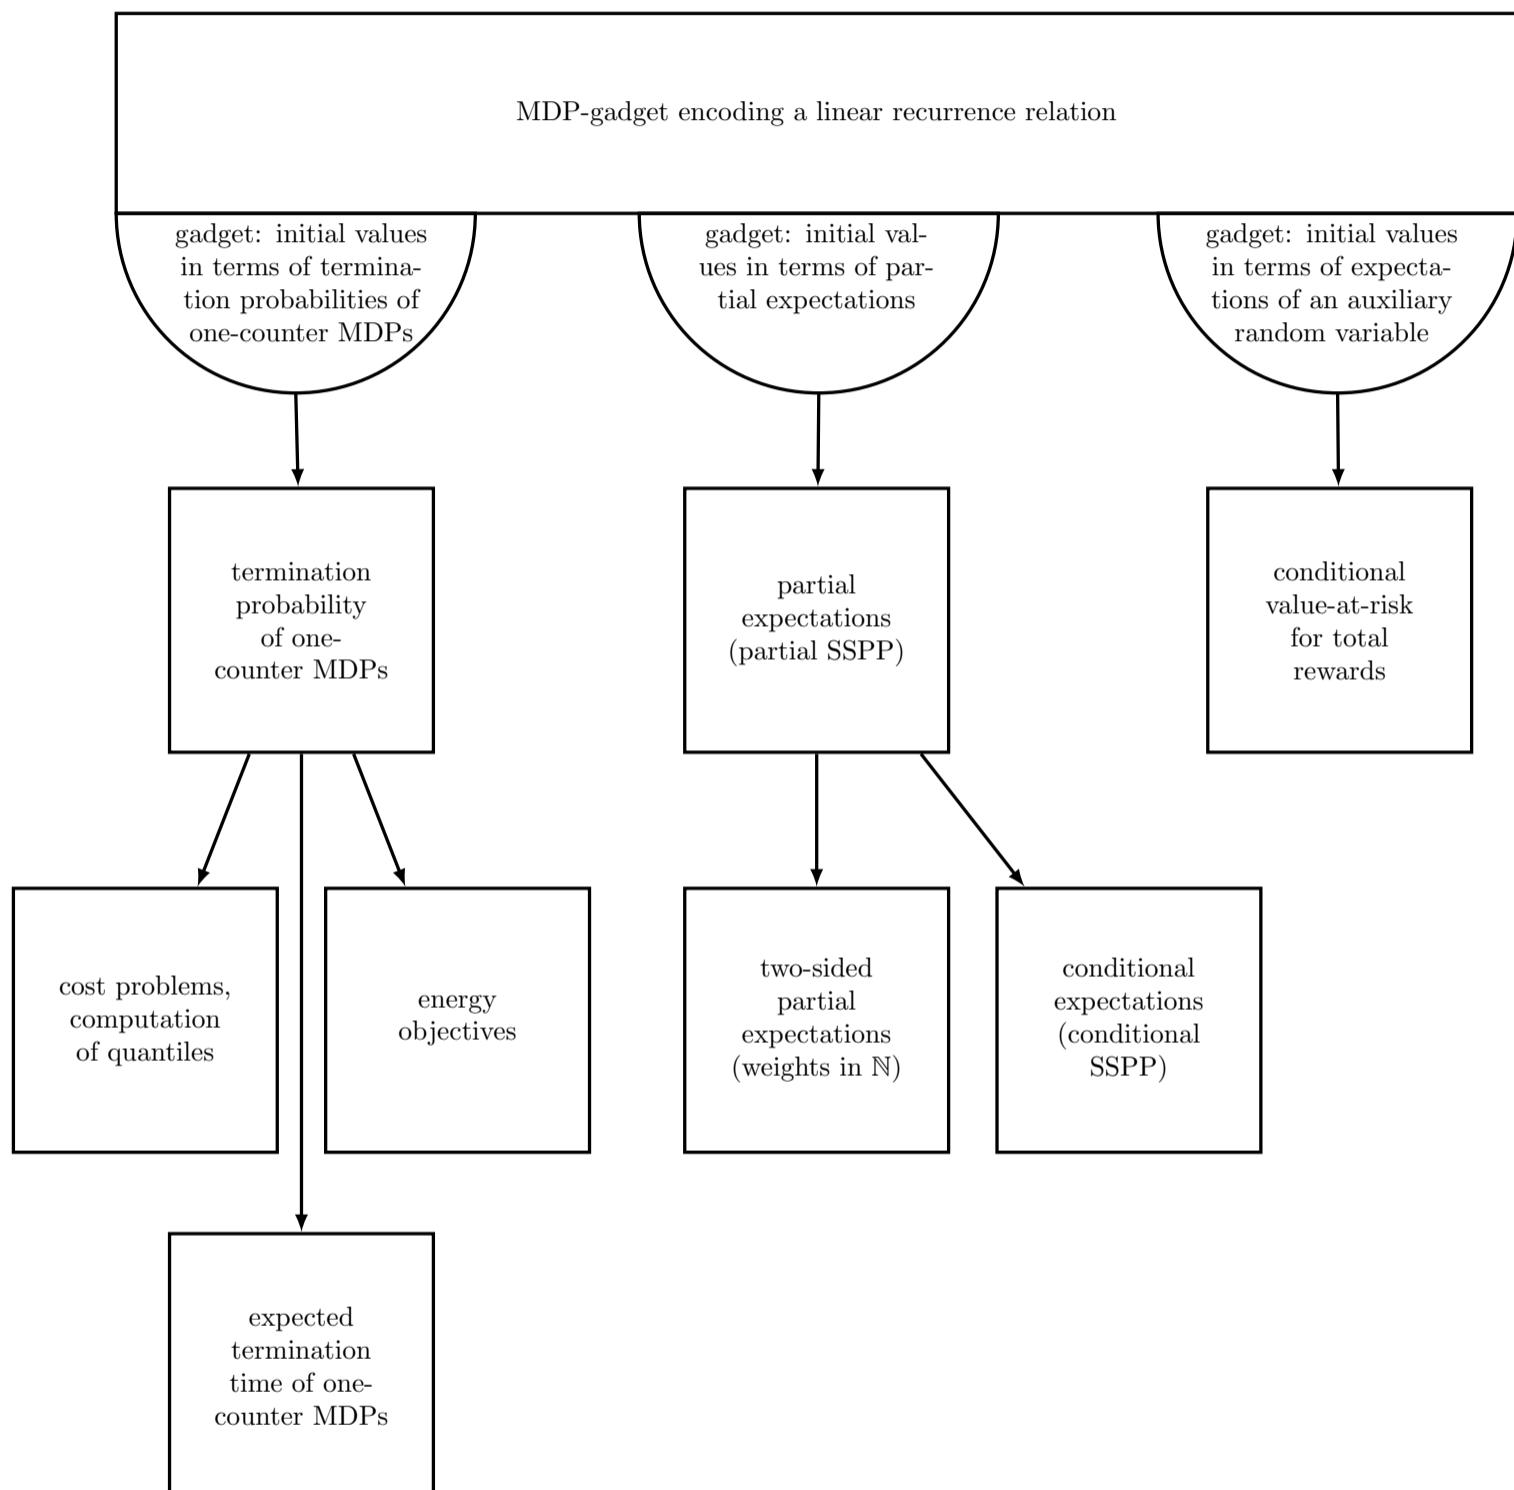 MDP-gadget encoding a linear recurrence relation
gadget: initial values
in terms of termina-
tion probabilities of
one-counter MDPs
gadget: initial val-
ues in terms of par-
tial expectations
gadget: initial values
in terms of expecta-
tions of an auxiliary
random variable
termination
probability
of one-
counter MDPs
partial
expectations
(partial SSPP)
conditional
value-at-risk
for total
rewards
cost problems,
computation
of quantiles
energy
objectives
two-sided
partial
expectations
(weights in ℕ)
conditional
expectations
(conditional
SSPP)
expected
termination
time of one-
counter MDPs